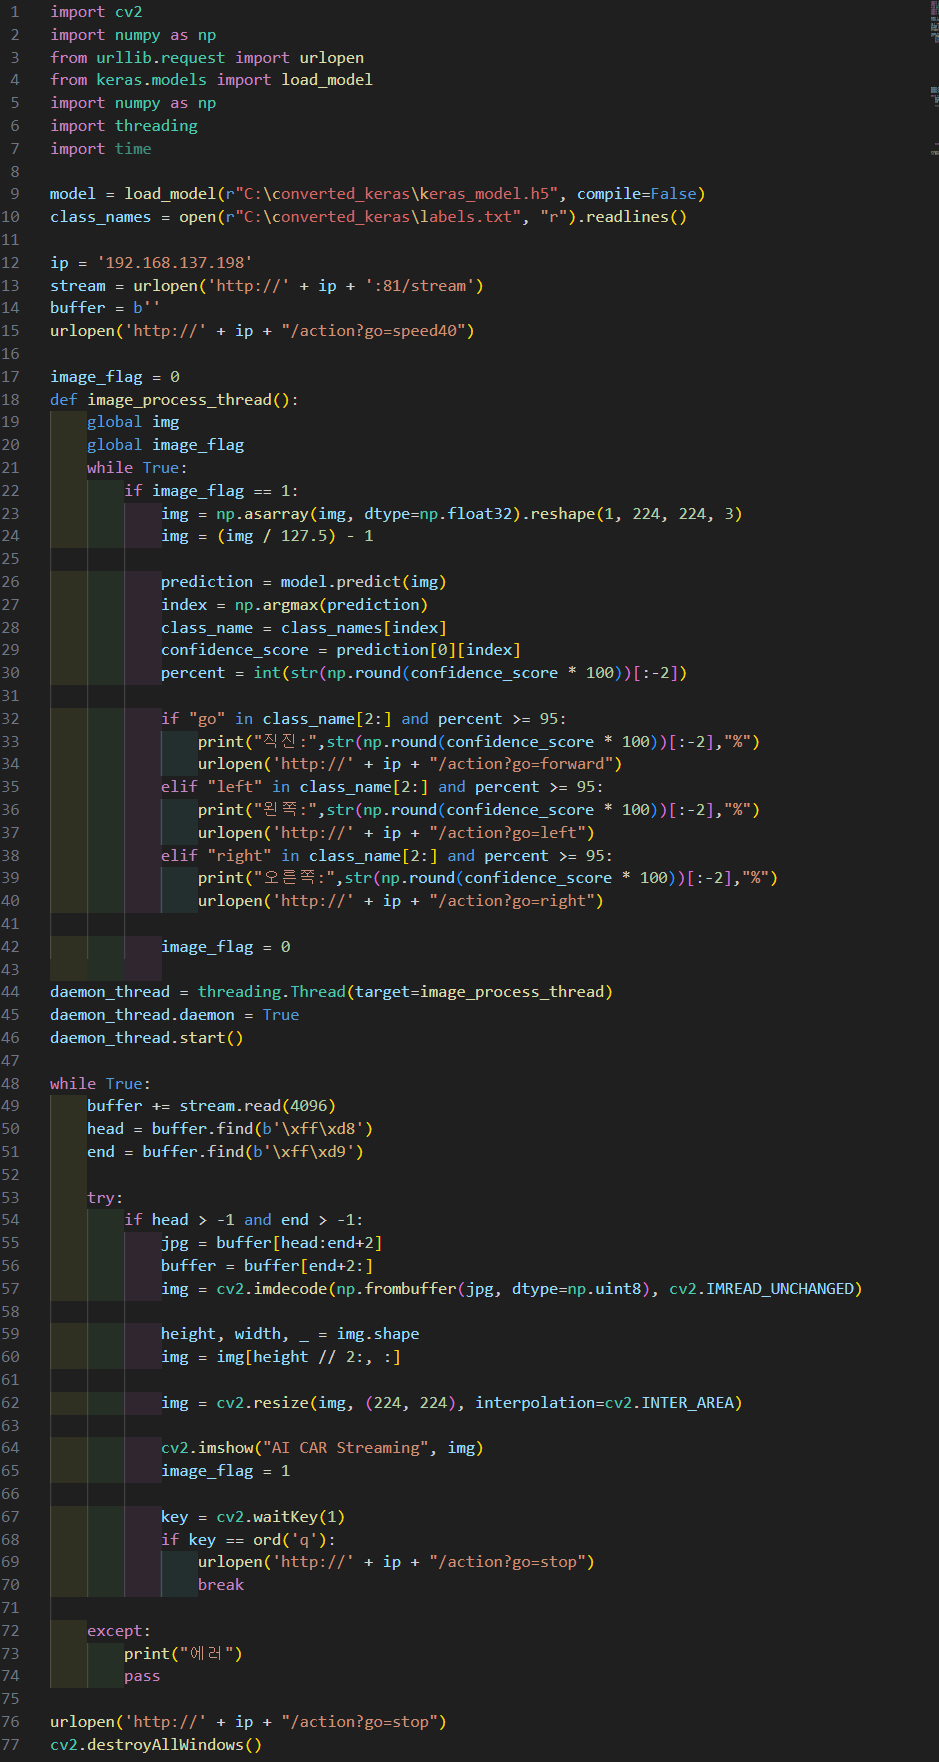 1 import cv2
2 import numpy as np
3 from urllib.request import urlopen
4 from keras.models import load_model
5 import numpy as np
6 import threading
7 import time
8
9 model = load_model(r"C:\converted_keras\keras_model.h5", compile=False)
10 class_names = open(r"C:\converted_keras\labels.txt", "r").readlines()
11
12 ip = '192.168.137.198'
13 stream = urlopen('http://' + ip + ':81/stream')
14 buffer = b''
15 urlopen('http://' + ip + "/action?go=speed40")
16
17 image_flag = 0
18 def image_process_thread():
19     global img
20     global image_flag
21     while True:
22         if image_flag == 1:
23             img = np.asarray(img, dtype=np.float32).reshape(1, 224, 224, 3)
24             img = (img / 127.5) - 1
25
26             prediction = model.predict(img)
27             index = np.argmax(prediction)
28             class_name = class_names[index]
29             confidence_score = prediction[0][index]
30             percent = int(str(np.round(confidence_score * 100))[:-2])
31
32             if "go" in class_name[2:] and percent >= 95:
33                 print("직진:",str(np.round(confidence_score * 100))[:-2],"%")
34                 urlopen('http://' + ip + "/action?go=forward")
35             elif "left" in class_name[2:] and percent >= 95:
36                 print("왼쪽:",str(np.round(confidence_score * 100))[:-2],"%")
37                 urlopen('http://' + ip + "/action?go=left")
38             elif "right" in class_name[2:] and percent >= 95:
39                 print("오른쪽:",str(np.round(confidence_score * 100))[:-2],"%")
40                 urlopen('http://' + ip + "/action?go=right")
41
42             image_flag = 0
43
44 daemon_thread = threading.Thread(target=image_process_thread)
45 daemon_thread.daemon = True
46 daemon_thread.start()
47
48 while True:
49     buffer += stream.read(4096)
50     head = buffer.find(b'\xff\xd8')
51     end = buffer.find(b'\xff\xd9')
52
53     try:
54         if head > -1 and end > -1:
55             jpg = buffer[head:end+2]
56             buffer = buffer[end+2:]
57             img = cv2.imdecode(np.frombuffer(jpg, dtype=np.uint8), cv2.IMREAD_UNCHANGED)
58
59             height, width, _ = img.shape
60             img = img[height // 2:, :]
61
62             img = cv2.resize(img, (224, 224), interpolation=cv2.INTER_AREA)
63
64             cv2.imshow("AI CAR Streaming", img)
65             image_flag = 1
66
67             key = cv2.waitKey(1)
68             if key == ord('q'):
69                 urlopen('http://' + ip + "/action?go=stop")
70                 break
71
72     except:
73         print("에러")
74         pass
75
76 urlopen('http://' + ip + "/action?go=stop")
77 cv2.destroyAllWindows()